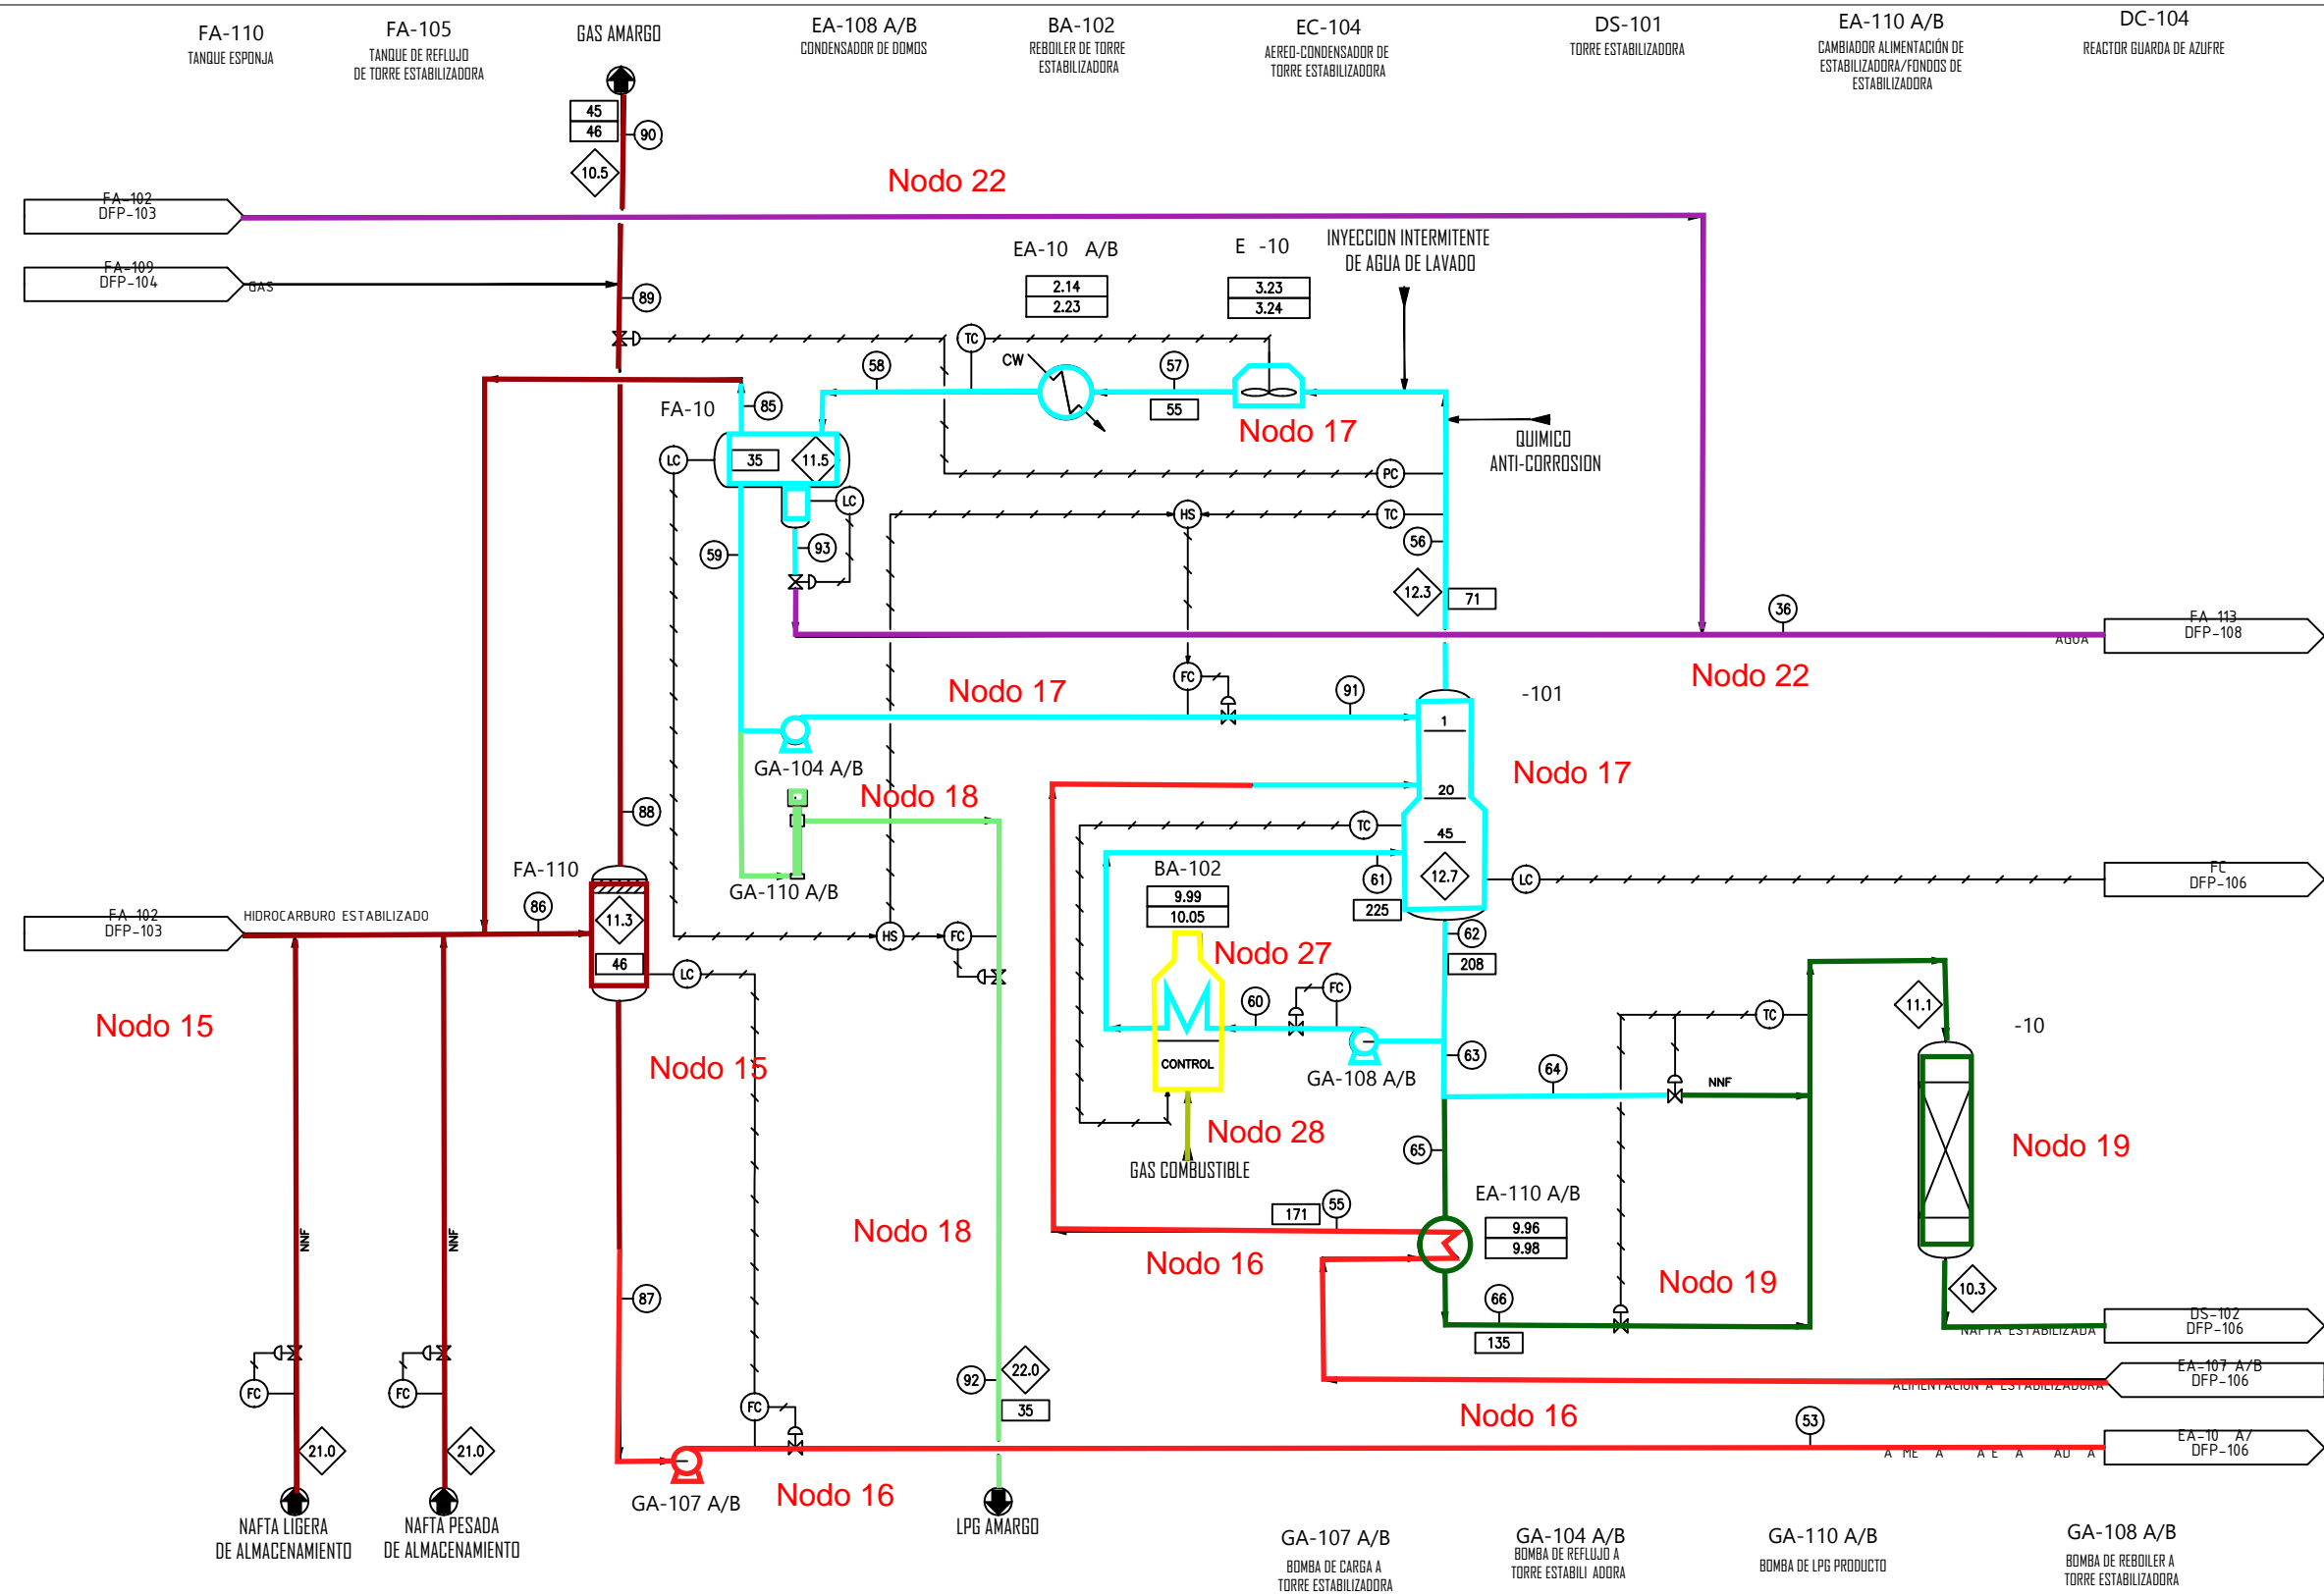 FA-110
TANQUE ESPONJA
FA-105
TANQUE DE REFLUJO
DE TORRE ESTABILIZADORA
GAS AMARGO
EA-108 A/B
CONDENSADOR DE DOMOS
BA-102
REBOILER DE TORRE
ESTABILIZADORA
EC-104
AEREO-CONDENSADOR DE
TORRE ESTABILIZADORA
DS-101
TORRE ESTABILIZADORA
EA-110 A/B
CAMBIADOR ALIMENTACIÓN DE
ESTABILIZADORA/FONDOS DE
ESTABILIZADORA
DC-104
REACTOR GUARDA DE AZUFRE
45
46
90
10.5
Nodo 22
FA-102
DFP-103
FA-109
DFP-104
GAS
89
EA-10 A/B
2.14
2.23
E -10
3.23
3.24
INYECCION INTERMITENTE
DE AGUA DE LAVADO
TC
CW
58
57
55
85
FA-10
Nodo 17
QUIMICO
ANTI-CORROSION
LC
35
11.5
LC
PC
HS
TC
59
93
56
12.3
71
36
FA-113
DFP-108
AGUA
Nodo 22
FC
Nodo 17
91
-101
1
GA-104 A/B
Nodo 17
Nodo 18
20
88
TC
45
FA-110
GA-110 A/B
BA-102
9.99
10.05
61
225
12.7
LC
FC
DFP-106
FA-102
DFP-103
HIDROCARBURO ESTABILIZADO
86
11.3
46
LC
HS
FC
62
208
Nodo 27
Nodo 15
60
FC
11.1
TC
-10
Nodo 15
CONTROL
GA-108 A/B
63
64
NNF
Nodo 28
65
Nodo 19
GAS COMBUSTIBLE
171
55
EA-110 A/B
9.96
9.98
NNF
NNF
Nodo 18
Nodo 16
87
66
135
Nodo 19
10.3
DS-102
DFP-106
NAFTA ESTABILIZADA
FC
FC
92
22.0
35
EA-107 A/B
DFP-106
ALIMENTACION A ESTABILIZADORA
FC
Nodo 16
53
21.0
21.0
EA-10 A/
DFP-106
A ME A A E A AD A
GA-107 A/B
Nodo 16
NAFTA LIGERA
DE ALMACENAMIENTO
NAFTA PESADA
DE ALMACENAMIENTO
LPG AMARGO
GA-107 A/B
BOMBA DE CARGA A
TORRE ESTABILIZADORA
GA-104 A/B
BOMBA DE REFLUJO A
TORRE ESTABILI ADORA
GA-110 A/B
BOMBA DE LPG PRODUCTO
GA-108 A/B
BOMBA DE REBOILER A
TORRE ESTABILIZADORA